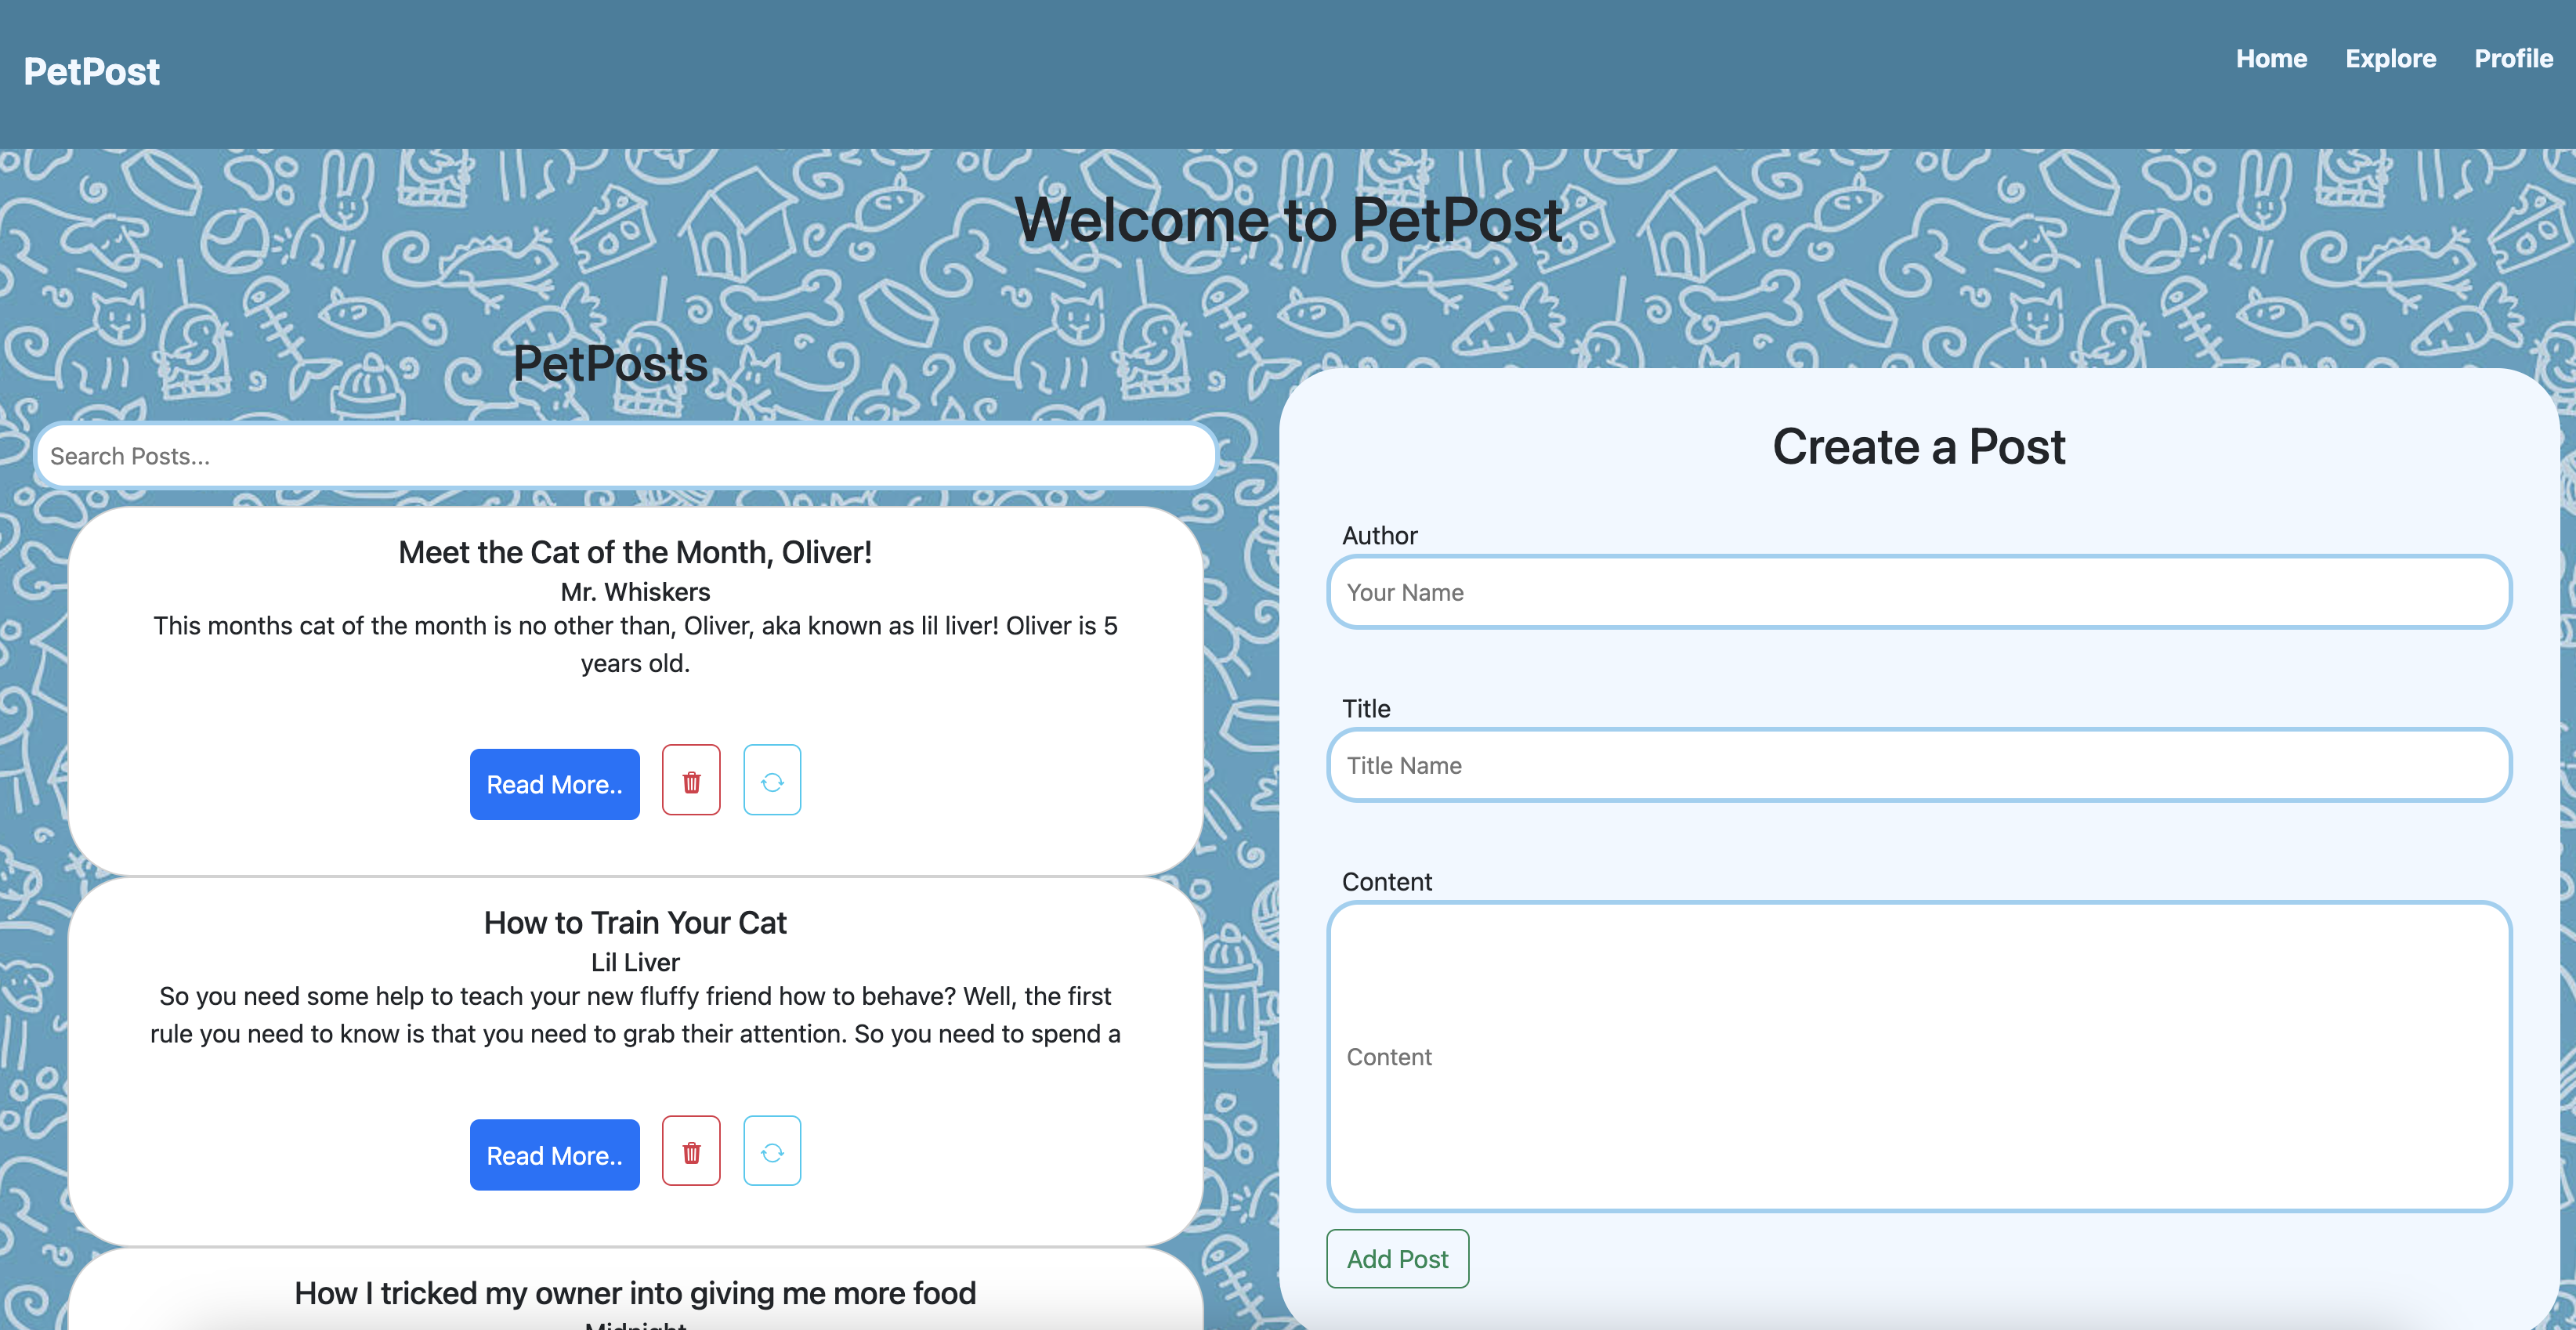 PetPost
Home Explore Profile
Welcome to PetPost
PetPosts
Search Posts...
Meet the Cat of the Month, Oliver!
Mr. Whiskers
This months cat of the month is no other than, Oliver, aka known as lil liver! Oliver is 5
years old.
Read More..
How to Train Your Cat
Lil Liver
So you need some help to teach your new fluffy friend how to behave? Well, the first
rule you need to know is that you need to grab their attention. So you need to spend a
Read More..
How I tricked my owner into giving me more food
Midnight
Create a Post
Author
Your Name
Title
Title Name
Content
Content
Add Post